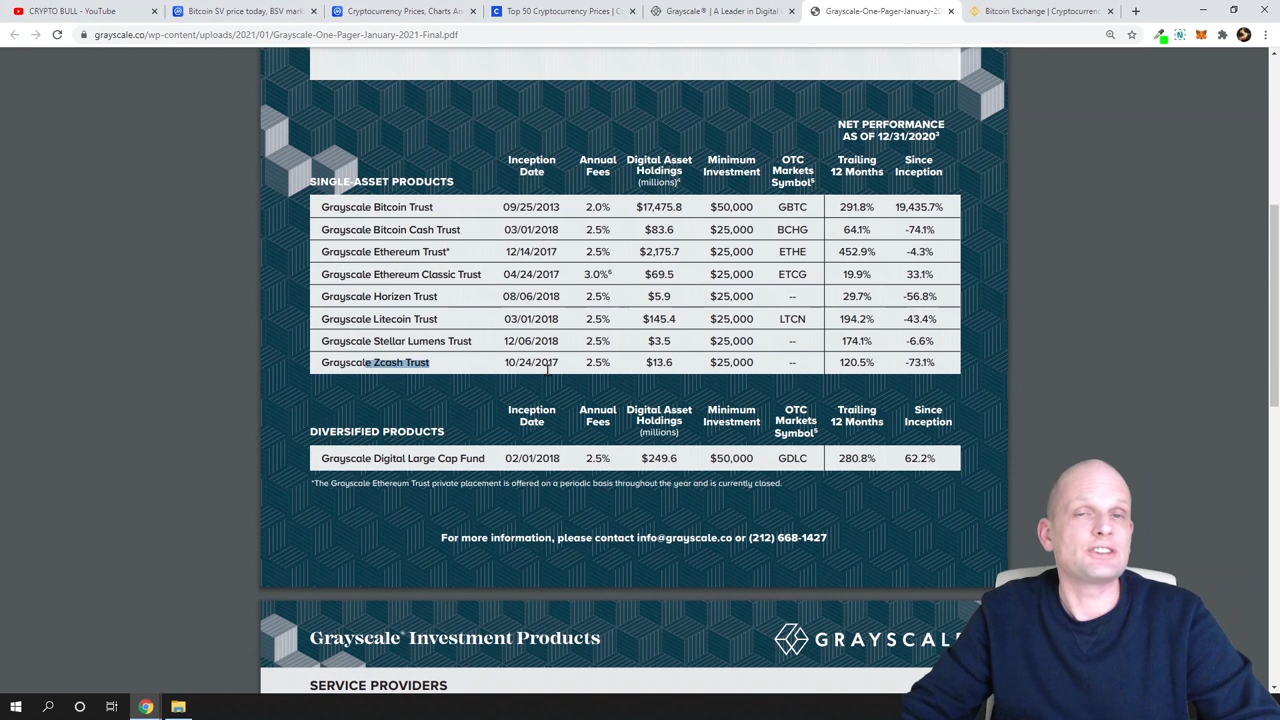 CRYPTO BULL - YouTube
Bitcoin SV price today, BSV mark
Cryptocurrency Prices, Charts An
Top 50 Cryptocurrency Prices | C
Grayscale® | A Leader in Digital
Grayscale-One-Pager-January-20
Bitcoin Exchange | Cryptocurrenc
grayscale.co/wp-content/uploads/2021/01/Grayscale-One-Pager-January-2021-Final.pdf
NET PERFORMANCE
AS OF 12/31/2020³
SINGLE-ASSET PRODUCTS Inception Date Annual Fees Digital Asset Holdings (millions)⁴ Minimum Investment OTC Markets Symbol⁵ Trailing 12 Months Since Inception
Grayscale Bitcoin Trust 09/25/2013 2.0% $17,475.8 $50,000 GBTC 291.8% 19,435.7%
Grayscale Bitcoin Cash Trust 03/01/2018 2.5% $83.6 $25,000 BCHG 64.1% -74.1%
Grayscale Ethereum Trust* 12/14/2017 2.5% $2,175.7 $25,000 ETHE 452.9% -4.3%
Grayscale Ethereum Classic Trust 04/24/2017 3.0%⁶ $69.5 $25,000 ETCG 19.9% 33.1%
Grayscale Horizen Trust 08/06/2018 2.5% $5.9 $25,000 -- 29.7% -56.8%
Grayscale Litecoin Trust 03/01/2018 2.5% $145.4 $25,000 LTCN 194.2% -43.4%
Grayscale Stellar Lumens Trust 12/06/2018 2.5% $3.5 $25,000 -- 174.1% -6.6%
Grayscale Zcash Trust 10/24/2017 2.5% $13.6 $25,000 -- 120.5% -73.1%
DIVERSIFIED PRODUCTS Inception Date Annual Fees Digital Asset Holdings (millions) Minimum Investment OTC Markets Symbol⁵ Trailing 12 Months Since Inception
Grayscale Digital Large Cap Fund 02/01/2018 2.5% $249.6 $50,000 GDLC 280.8% 62.2%
*The Grayscale Ethereum Trust private placement is offered on a periodic basis throughout the year and is currently closed.
For more information, please contact info@grayscale.co or (212) 668-1427
Grayscale® Investment Products
GRAYSCALE
SERVICE PROVIDERS